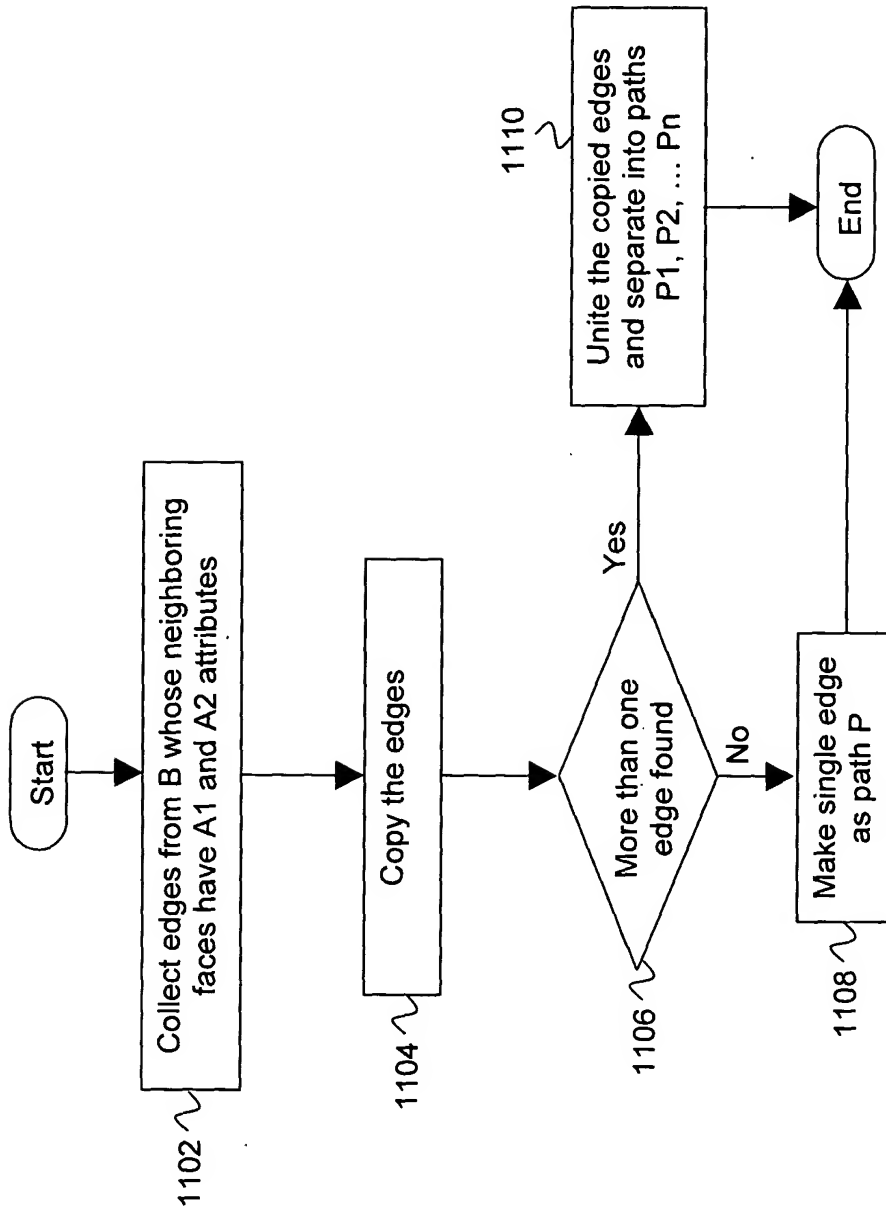 Start
1102
Collect edges from B whose neighboring
faces have A1 and A2 attributes
1104
Copy the edges
1106
More than one
edge found
Yes
No
1110
Unite the copied edges
and separate into paths
P1, P2, ... Pn
1108
Make single edge
as path P
End